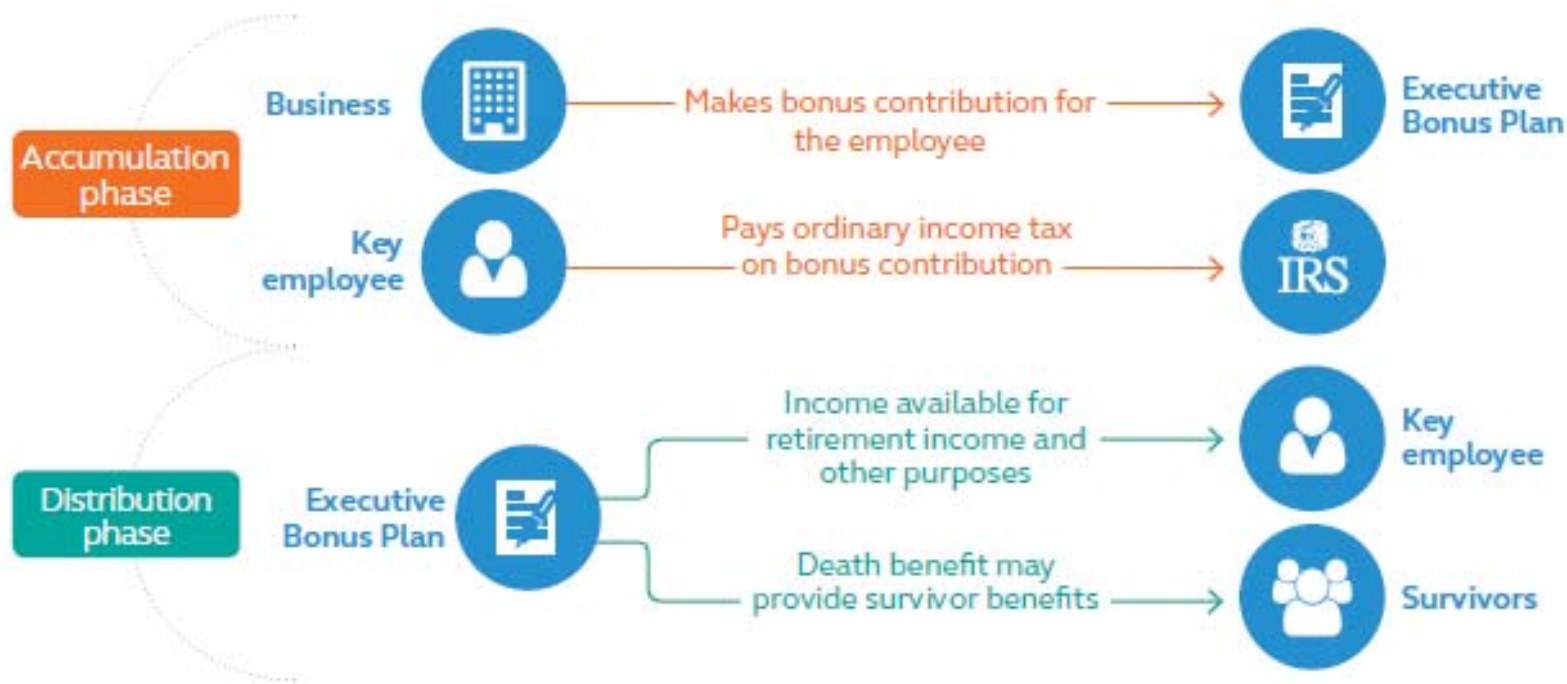 Accumulation
phase
Business
Makes bonus contribution for
the employee
Executive
Bonus Plan
Key
employee
Pays ordinary income tax
on bonus contribution
IRS
Distribution
phase
Executive
Bonus Plan
Income available for
retirement income and
other purposes
Key
employee
Death benefit may
provide survivor benefits
Survivors